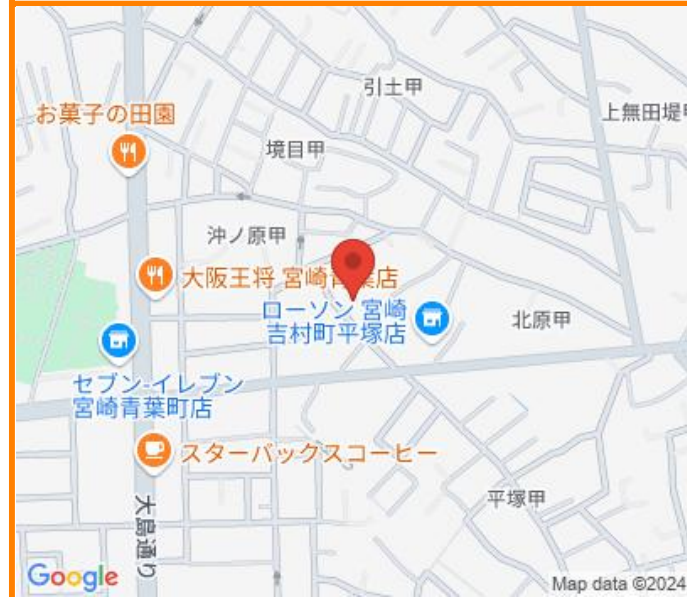 引土甲
お菓子の田園
上無田堤甲
境目甲
沖ノ原甲
大阪王将 宮崎青葉店
ローソン 宮崎
吉村町平塚店
北原甲
セブン-イレブン
宮崎青葉町店
スターバックスコーヒー
平塚甲
大島通り
Google
Map data ©2024